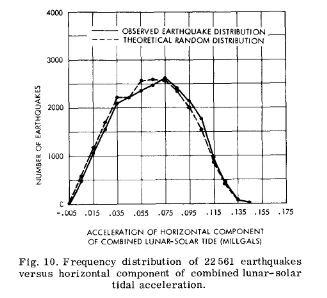 4000
OBSERVED EARTHQUAKE DISTRIBUTION
THEORETICAL RANDOM DISTRIBUTION
3000
2000
1000
0
NUMBER OF EARTHQUAKES
-.005 .015 .035 .055 .075 .095 .115 .135 .155 .175
ACCELERATION OF HORIZONTAL COMPONENT
OF COMBINED LUNAR-SOLAR TIDE (MILLGALS)
Fig. 10. Frequency distribution of 22 561 earthquakes
versus horizontal component of combined lunar-solar
tidal acceleration.